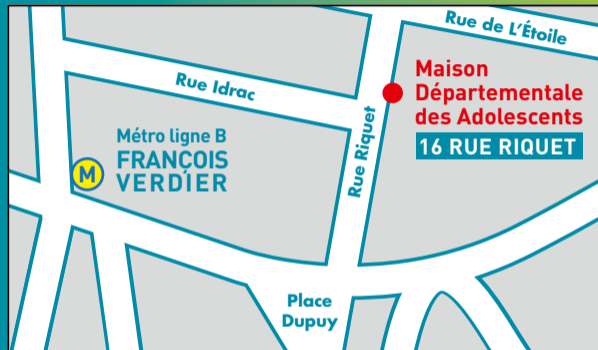 Rue de L'Étoile
Rue Idrac
Maison
Départementale
des Adolescents
16 RUE RIQUET
Rue Riquet
Métro ligne B
FRANÇOIS
VERDIER
M
Place
Dupuy